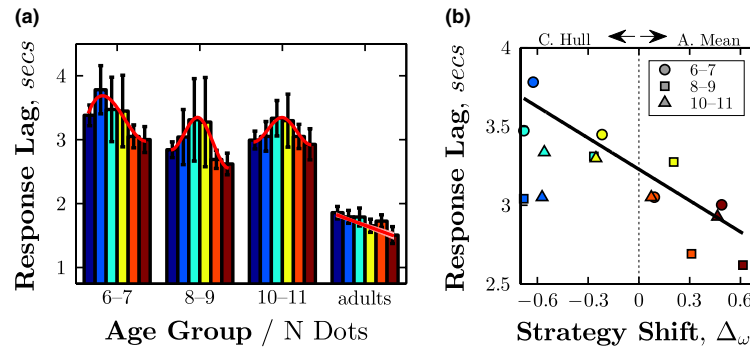 (a)
Response Lag, secs
4
3
2
1
6–7
8–9
10–11
adults
Age Group / N Dots
(b)
C. Hull
A. Mean
Response Lag, secs
4
3.5
3
2.5
6–7
8–9
10–11
−0.6
−0.3
0
0.3
0.6
Strategy Shift, Δω